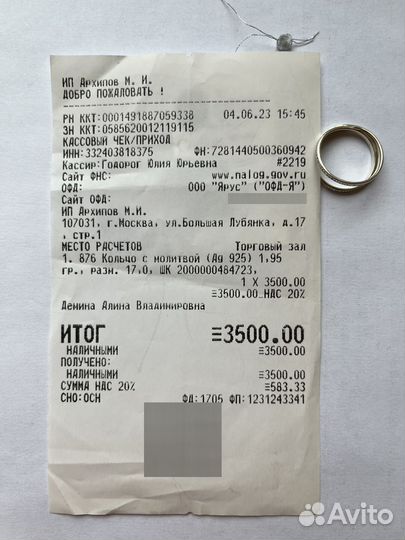 ИП Архипов М. И.
ДОБРО ПОЖАЛОВАТЬ !
РН ККТ:0001491887059338 04.06.23 15:45
ЗН ККТ:0585620012119115
КАССОВЫЙ ЧЕК/ПРИХОД
ИНН:332403818375 ФН:7281440500360942
Кассир:Годорог Юлия Юрьевна #2219
Сайт ФНС: www.nalog.gov.ru
ОФД: ООО "Ярус" ("ОФД-Я")
Сайт ОФД:
ИП Архипов М.И.
107031, г.Москва, ул.Большая Лубянка, д.17
, стр.1
МЕСТО РАСЧЕТОВ Торговый зал
1. 876 Кольцо с молитвой (Ag 925) 1,95
гр., разм. 17.0, ШК 2000000484723,
1 X 3500.00
≡3500.00 НДС 20%
Демина Алина Владимировна
ИТОГ ≡3500.00
НАЛИЧНЫМИ ≡3500.00
ПОЛУЧЕНО:
НАЛИЧНЫМИ ≡3500.00
СУММА НДС 20% ≡583.33
СНО:ОСН ФД:1705 ФП:1231243341
Avito